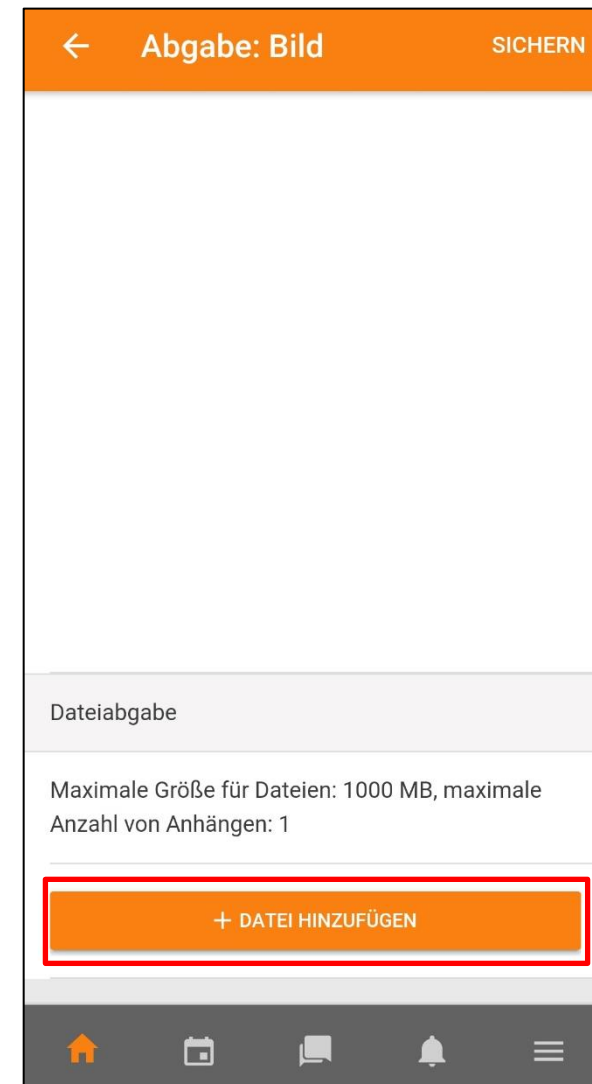 Abgabe: Bild SICHERN
Dateiabgabe
Maximale Größe für Dateien: 1000 MB, maximale
Anzahl von Anhängen: 1
+ DATEI HINZUFÜGEN